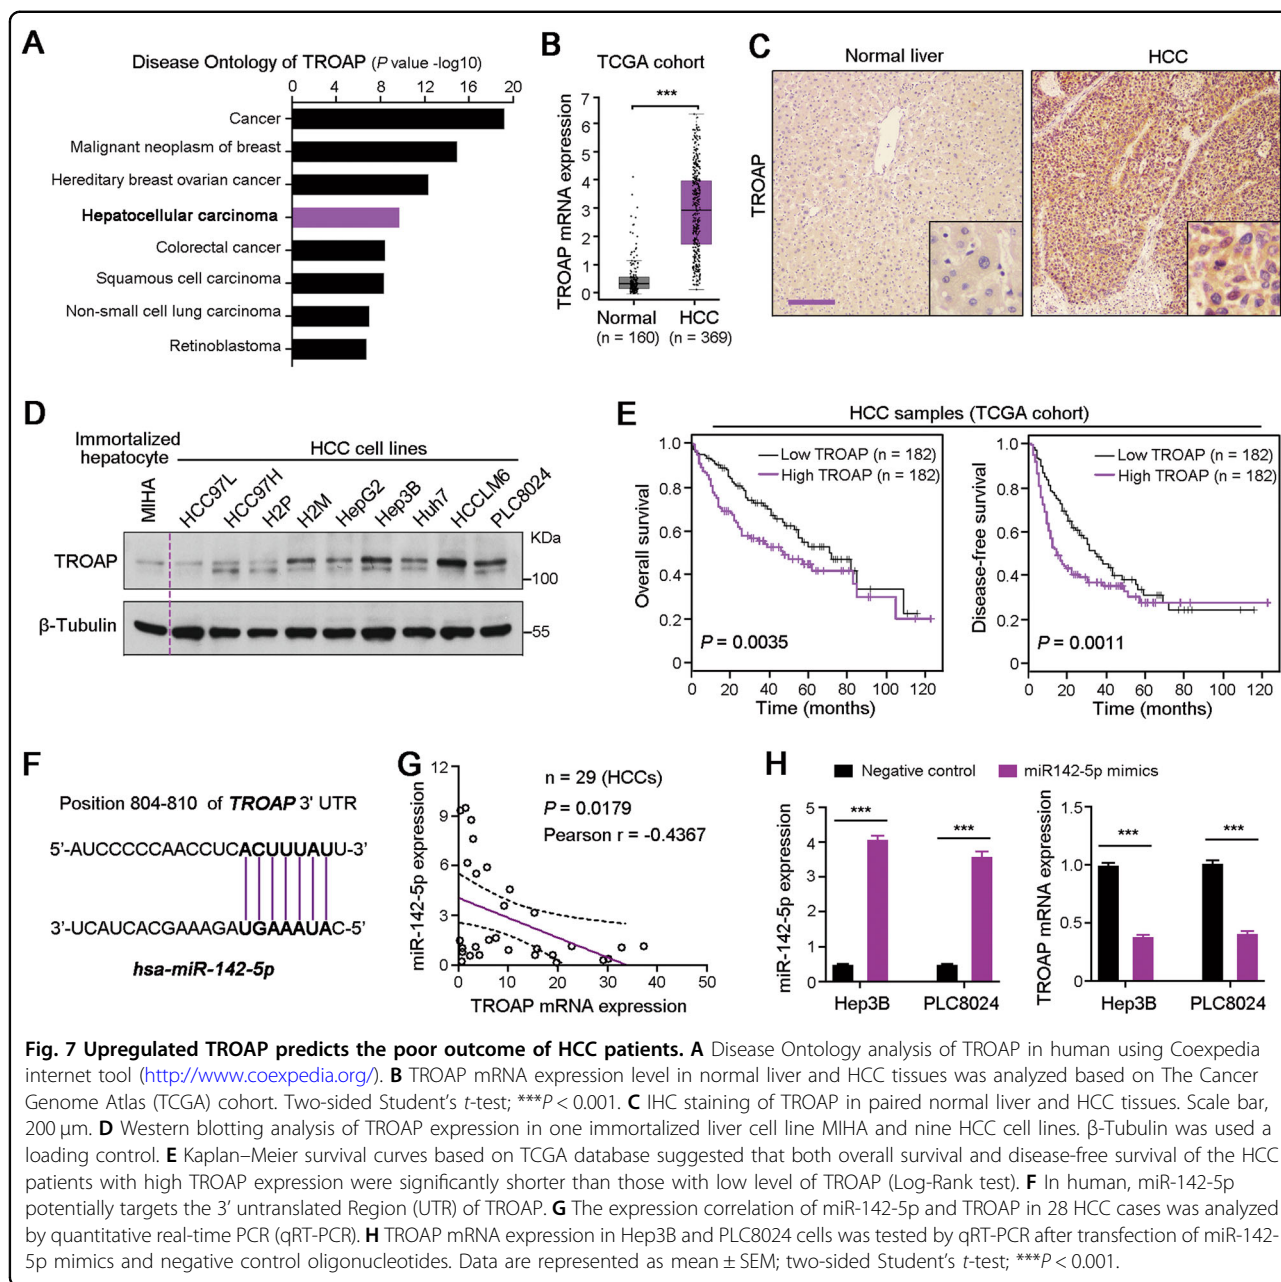 A
Disease Ontology of TROAP (P value -log10)
0 4 8 12 16 20
Cancer
Malignant neoplasm of breast
Hereditary breast ovarian cancer
Hepatocellular carcinoma
Colorectal cancer
Squamous cell carcinoma
Non-small cell lung carcinoma
Retinoblastoma
B
TCGA cohort
***
TROAP mRNA expression
7
6
5
4
3
2
1
0
Normal HCC
(n = 160) (n = 369)
C
Normal liver HCC
TROAP
D
Immortalized
hepatocyte
HCC cell lines
MIHA HCC97L HCC97H H2P H2M HepG2 Hep3B Huh7 HCCLM6 PLC8024
KDa
TROAP
100
β-Tubulin
55
E
HCC samples (TCGA cohort)
Overall survival
1.0
0.8
0.6
0.4
0.2
0
Low TROAP (n = 182)
High TROAP (n = 182)
P = 0.0035
0 20 40 60 80 100 120
Time (months)
Disease-free survival
1.0
0.8
0.6
0.4
0.2
0
Low TROAP (n = 182)
High TROAP (n = 182)
P = 0.0011
0 20 40 60 80 100 120
Time (months)
F
Position 804-810 of TROAP 3' UTR
5'-AUCCCCCAACCUCACUUUAUU-3'
3'-UCAUCACGAAAGAUGAAAUAC-5'
hsa-miR-142-5p
G
miR-142-5p expression
12
9
6
3
0
n = 29 (HCCs)
P = 0.0179
Pearson r = -0.4367
0 10 20 30 40 50
TROAP mRNA expression
H
Negative control miR142-5p mimics
miR-142-5p expression
5
4
3
2
1
0
*** ***
Hep3B PLC8024
TROAP mRNA expression
1.5
1.0
0.5
0
*** ***
Hep3B PLC8024
Fig. 7 Upregulated TROAP predicts the poor outcome of HCC patients. A Disease Ontology analysis of TROAP in human using Coexpedia
internet tool (http://www.coexpedia.org/). B TROAP mRNA expression level in normal liver and HCC tissues was analyzed based on The Cancer
Genome Atlas (TCGA) cohort. Two-sided Student's t-test; ***P < 0.001. C IHC staining of TROAP in paired normal liver and HCC tissues. Scale bar,
200 μm. D Western blotting analysis of TROAP expression in one immortalized liver cell line MIHA and nine HCC cell lines. β-Tubulin was used a
loading control. E Kaplan–Meier survival curves based on TCGA database suggested that both overall survival and disease-free survival of the HCC
patients with high TROAP expression were significantly shorter than those with low level of TROAP (Log-Rank test). F In human, miR-142-5p
potentially targets the 3' untranslated Region (UTR) of TROAP. G The expression correlation of miR-142-5p and TROAP in 28 HCC cases was analyzed
by quantitative real-time PCR (qRT-PCR). H TROAP mRNA expression in Hep3B and PLC8024 cells was tested by qRT-PCR after transfection of miR-142-
5p mimics and negative control oligonucleotides. Data are represented as mean ± SEM; two-sided Student's t-test; ***P < 0.001.